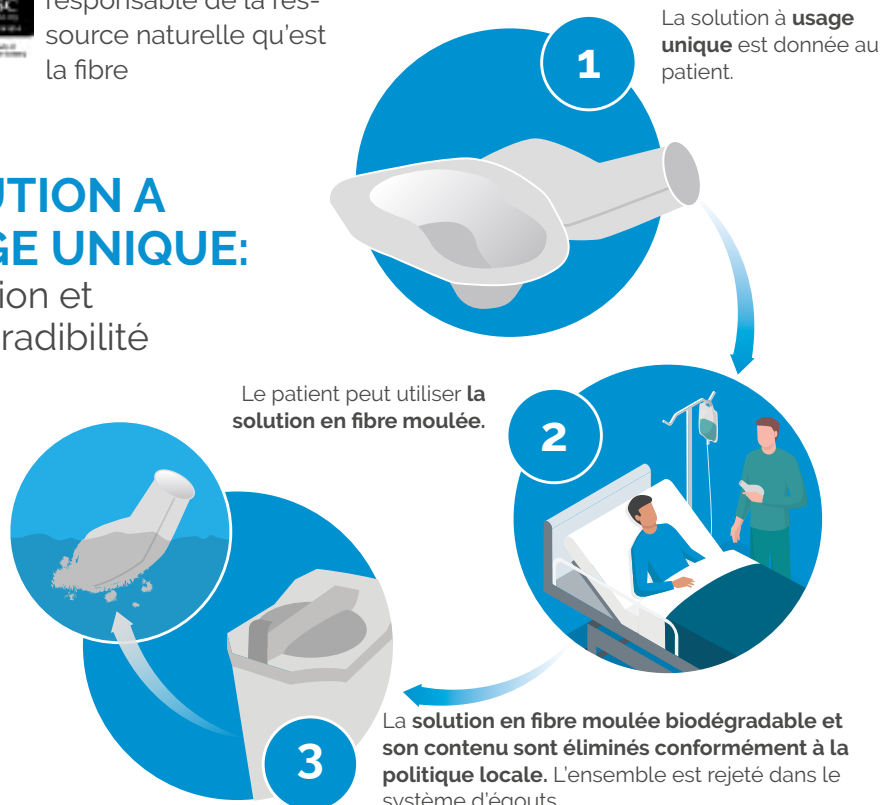 responsable de la res-
source naturelle qu'est
la fibre
SC
1
La solution à usage
unique est donnée au
patient.
UTION A
GE UNIQUE:
ion et
radibilité
Le patient peut utiliser la
solution en fibre moulée.
2
3
La solution en fibre moulée biodégradable et
son contenu sont éliminés conformément à la
politique locale. L'ensemble est rejeté dans le
système d'égouts